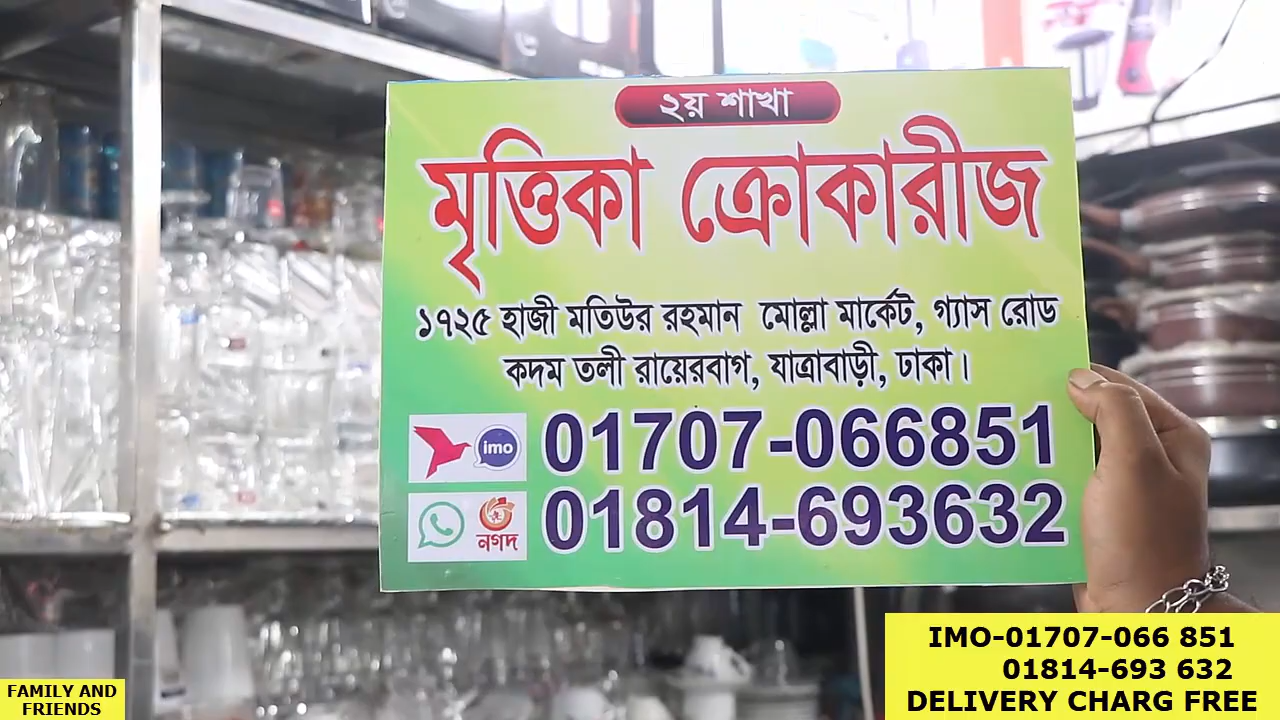 ২য় শাখা
মৃত্তিকা ক্রোকারীজ
১৭২৫ হাজী মতিউর রহমান মোল্লা মার্কেট, গ্যাস রোড
কদম তলী রায়েরবাগ, যাত্রাবাড়ী, ঢাকা।
imo 01707-066851
নগদ 01814-693632
IMO-01707-066 851
01814-693 632
DELIVERY CHARG FREE
FAMILY AND
FRIENDS